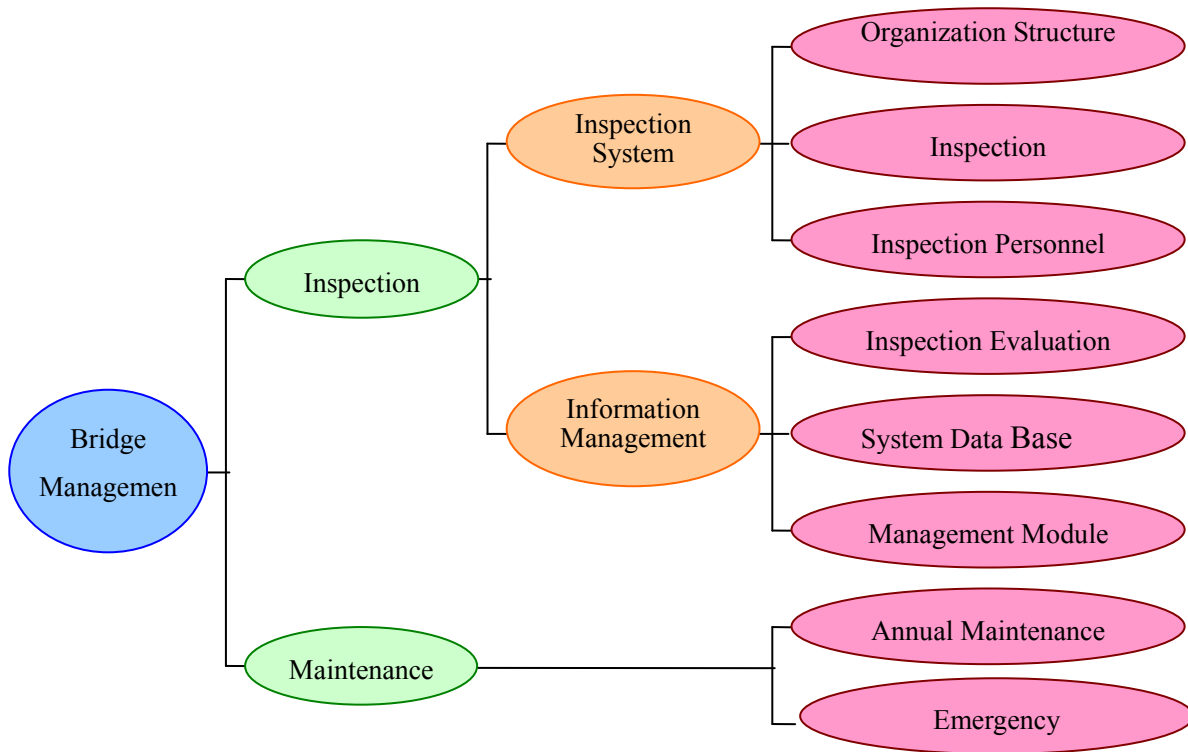 Bridge
Managemen
Inspection
Maintenance
Inspection
System
Information
Management
Organization Structure
Inspection
Inspection Personnel
Inspection Evaluation
System Data Base
Management Module
Annual Maintenance
Emergency